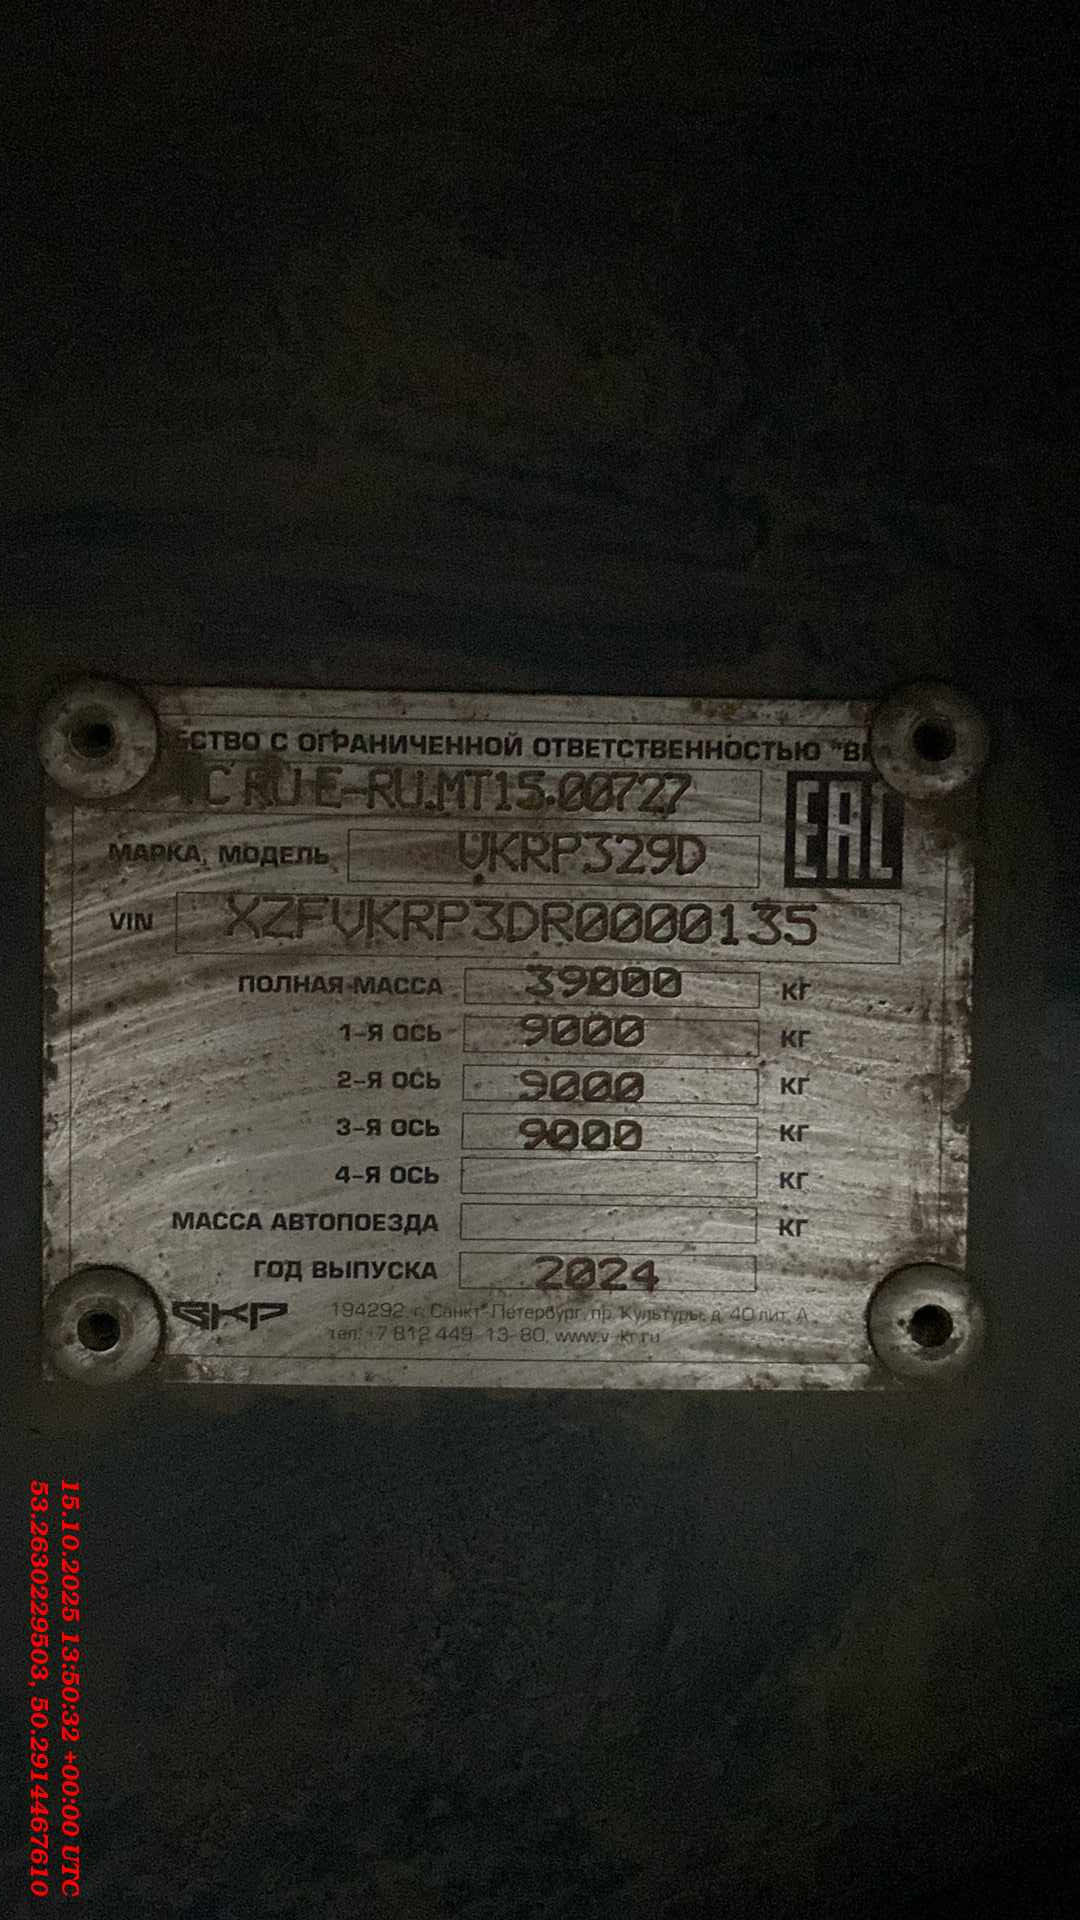 СТВО С ОГРАНИЧЕННОЙ ОТВЕТСТВЕННОСТЬЮ "В
ТС RU E-RU.MT15.00727
EAC
МАРКА, МОДЕЛЬ VKRP329D
VIN XZFVKRP3DR0000135
ПОЛНАЯ МАССА 39000 КГ
1-Я ОСЬ 9000 КГ
2-Я ОСЬ 9000 КГ
3-Я ОСЬ 9000 КГ
4-Я ОСЬ КГ
МАССА АВТОПОЕЗДА КГ
ГОД ВЫПУСКА 2024
ВКР
194292, г. Санкт-Петербург, пр. Культуры, д. 40 лит. А
тел. +7 812 449-13-80, www.v-kr.ru
15.10.2025 13:50:32 +00:00 UTC
53.2630229503, 50.2914467610